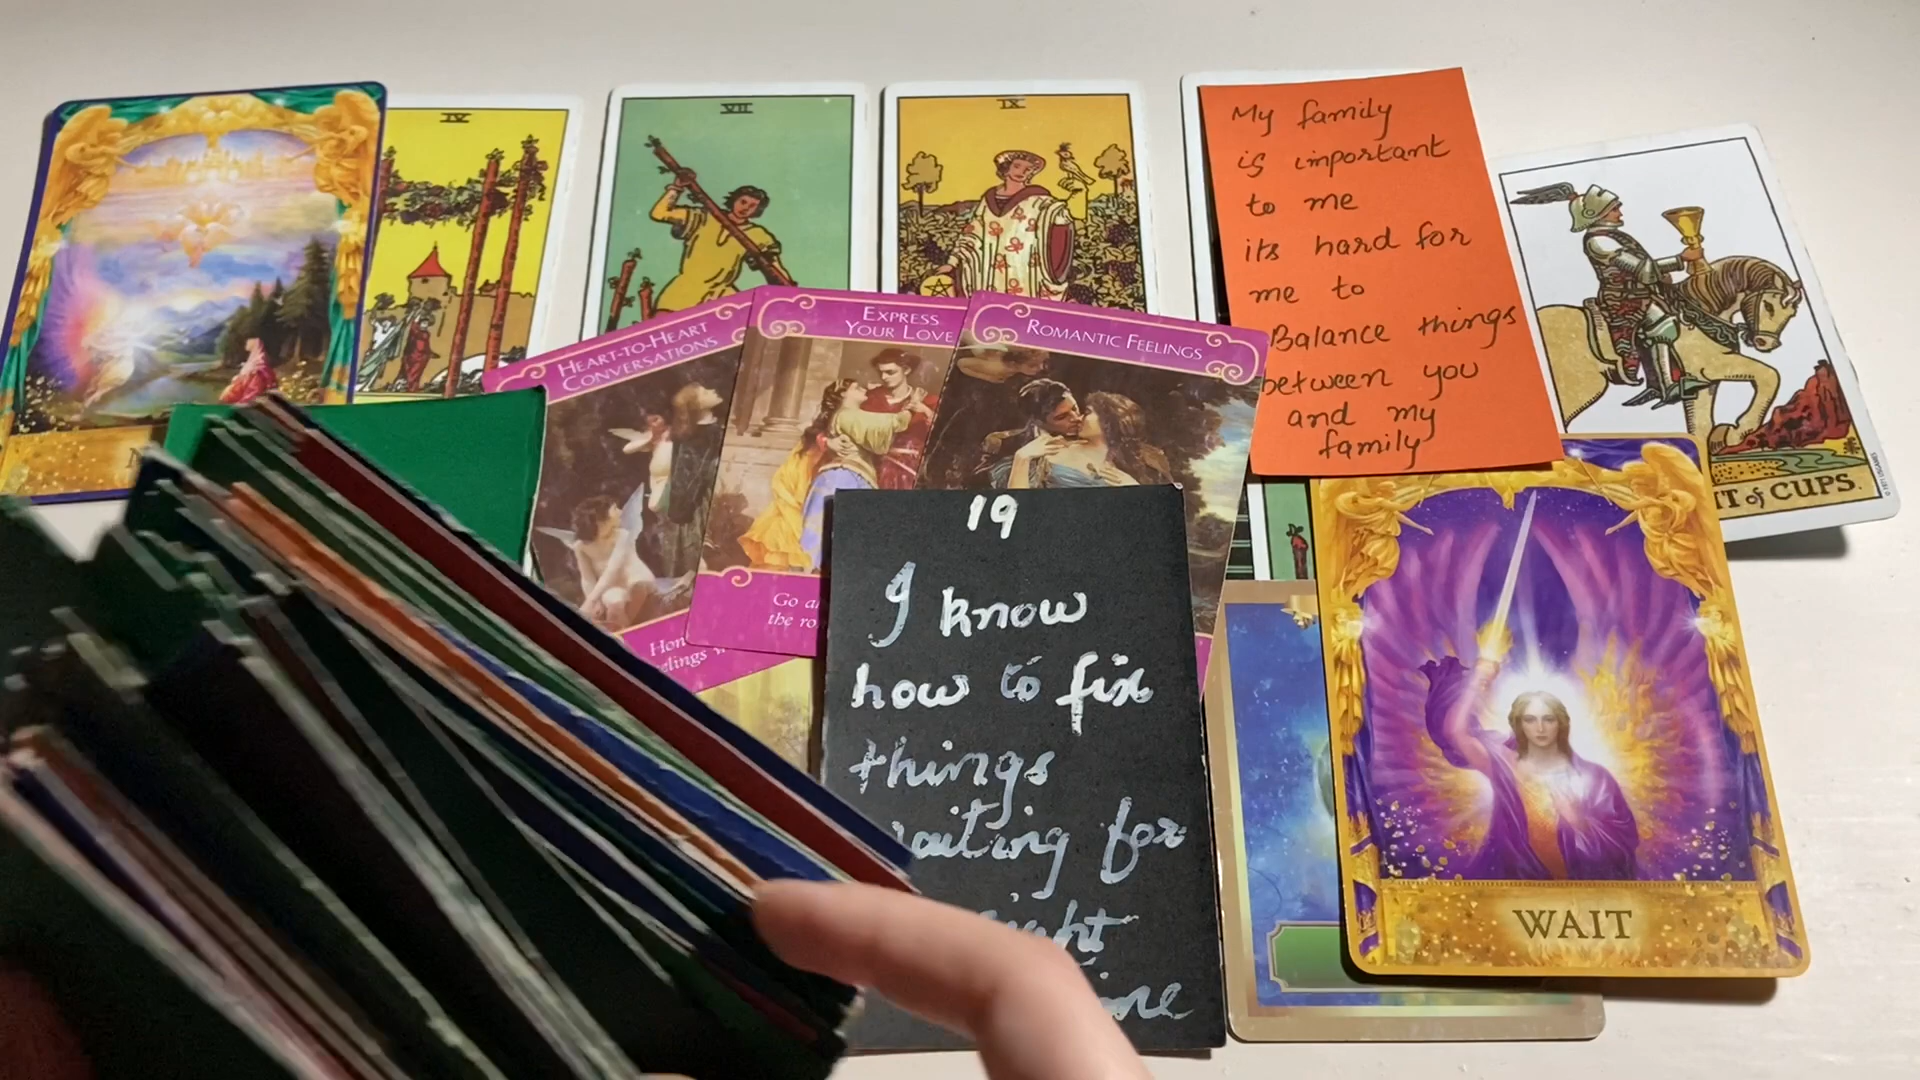 IV
VII
IX
My family
is important
to me
its hard for
me to
Balance things
between you
and my
family
HEART-TO-HEART
CONVERSATIONS
EXPRESS
YOUR LOVE
ROMANTIC FEELINGS
of CUPS.
Go
the
19
I know
how to fix
things
for
WAIT